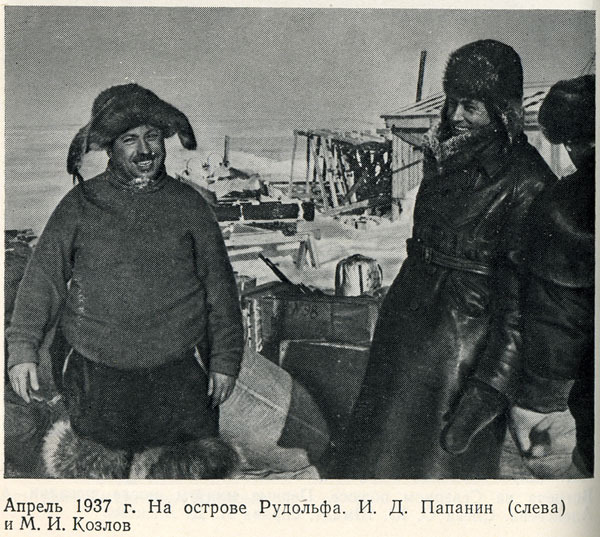 Апрель 1937 г. На острове Рудольфа. И. Д. Папанин (слева)
и М. И. Козлов